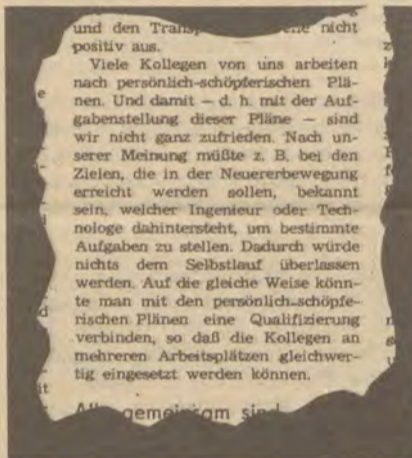 und den nicht
positiv aus.
Viele Kollegen von uns arbeiten
nach persönlich-schöpferischen Plä-
nen. Und damit — d. h. mit der Auf-
gabenstellung dieser Pläne — sind
wir nicht ganz zufrieden. Nach un-
serer Meinung müßte z. B. bei den
Zielen, die in der Neuererbewegung
erreicht werden sollen, bekannt
sein, welcher Ingenieur oder Tech-
nologe dahintersteht, um bestimmte
Aufgaben zu stellen. Dadurch würde
nichts dem Selbstlauf überlassen
werden. Auf die gleiche Weise könn-
te man mit den persönlich-schöpfe-
rischen Plänen eine Qualifizierung
verbinden, so daß die Kollegen an
mehreren Arbeitsplätzen gleichwer-
tig eingesetzt werden können.
gemeinsam sind